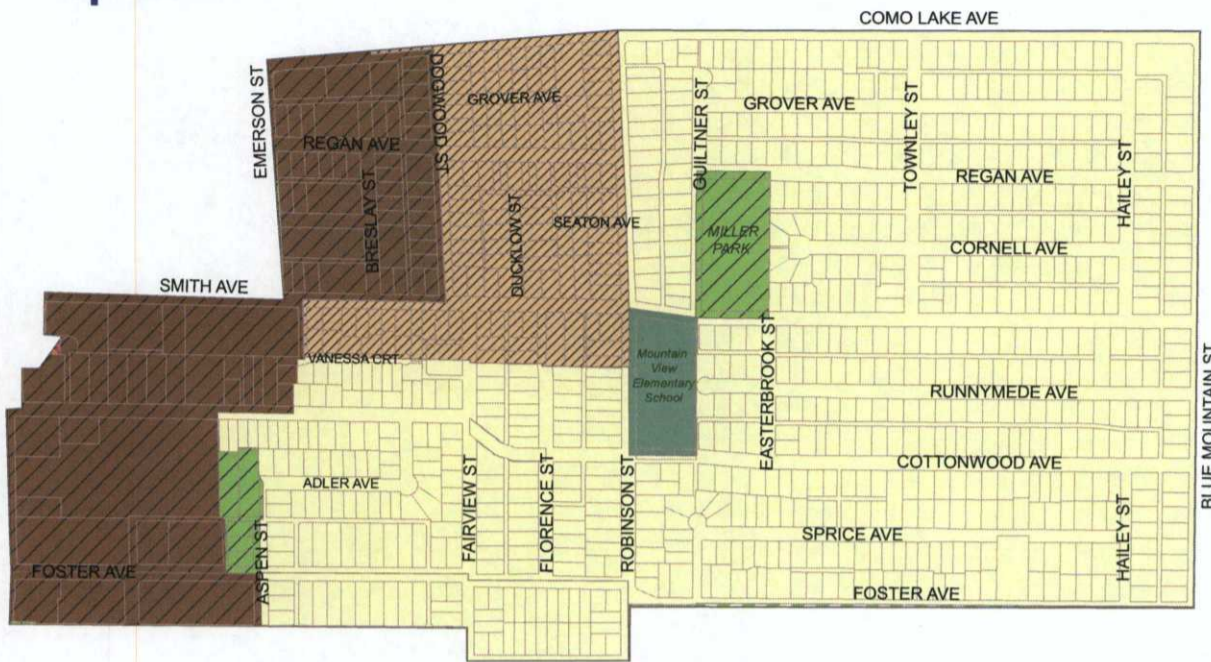 COMO LAKE AVE
EMERSON ST
DOGWOOD ST
GROVER AVE
GUILTNER ST
GROVER AVE
TOWNLEY ST
REGAN AVE
BRESLAY ST
DUCKLOW ST
SEATON AVE
REGAN AVE
HAILEY ST
MILLER
PARK
CORNELL AVE
SMITH AVE
VANESSA CRT
Mountain
View
Elementary
School
EASTERBROOK ST
RUNNYMEDE AVE
BLUE MOUNTAIN ST
COTTONWOOD AVE
ADLER AVE
FAIRVIEW ST
FLORENCE ST
ROBINSON ST
ASPEN ST
SPRICE AVE
HAILEY ST
FOSTER AVE
FOSTER AVE